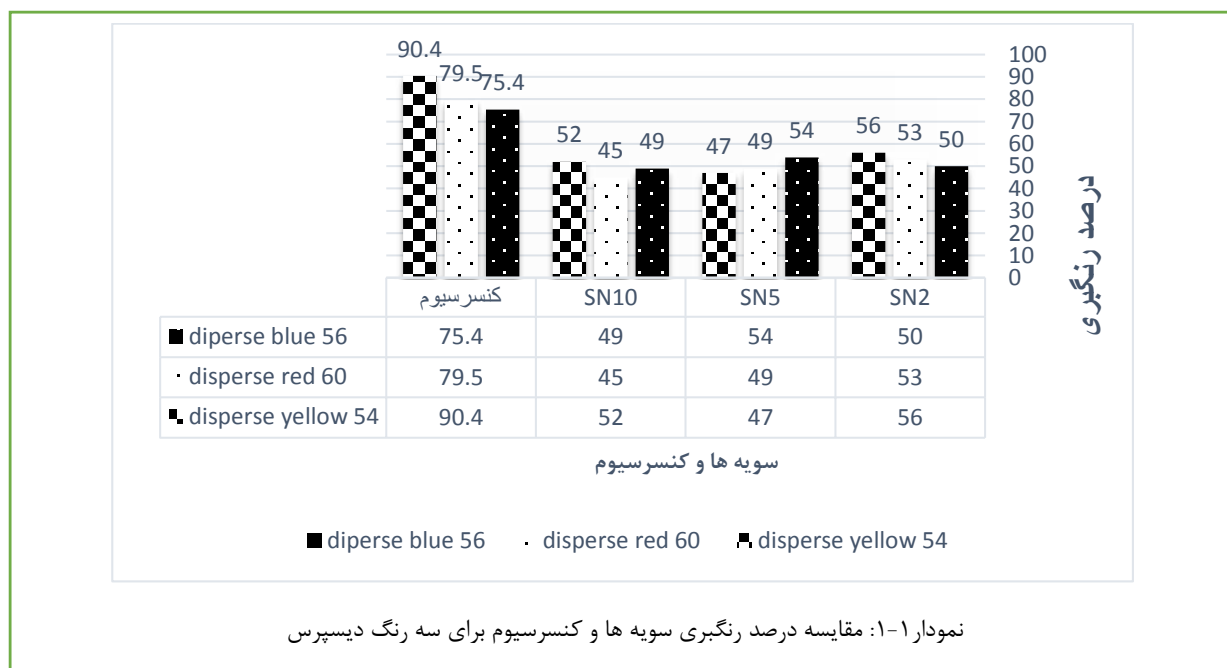 90.4
79.5
75.4
52
45
49
47
49
54
56
53
50
100
90
80
70
60
50
40
30
20
10
0
درصد رنگبری
کنسرسیوم SN10 SN5 SN2
diperse blue 56 75.4 49 54 50
disperse red 60 79.5 45 49 53
disperse yellow 54 90.4 52 47 56
سویه ها و کنسرسیوم
diperse blue 56 disperse red 60 disperse yellow 54
نمودار۱-۱: مقایسه درصد رنگبری سویه ها و کنسرسیوم برای سه رنگ دیسپرس